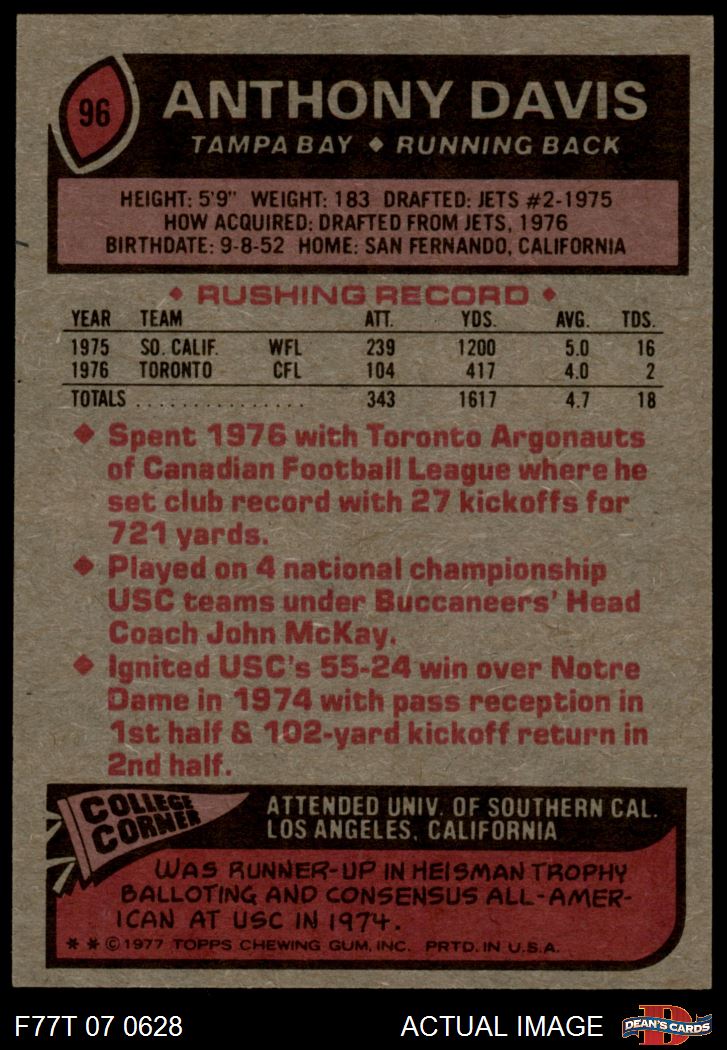 96
ANTHONY DAVIS
TAMPA BAY ◆ RUNNING BACK
HEIGHT: 5'9" WEIGHT: 183 DRAFTED: JETS #2-1975
HOW ACQUIRED: DRAFTED FROM JETS, 1976
BIRTHDATE: 9-8-52 HOME: SAN FERNANDO, CALIFORNIA
◆ RUSHING RECORD ◆
YEAR TEAM ATT. YDS. AVG. TDS.
1975 SO. CALIF. WFL 239 1200 5.0 16
1976 TORONTO CFL 104 417 4.0 2
TOTALS . . . . . . . . . . . . . . . 343 1617 4.7 18
◆ Spent 1976 with Toronto Argonauts
of Canadian Football League where he
set club record with 27 kickoffs for
721 yards.
◆ Played on 4 national championship
USC teams under Buccaneers' Head
Coach John McKay.
◆ Ignited USC's 55-24 win over Notre
Dame in 1974 with pass reception in
1st half & 102-yard kickoff return in
2nd half.
COLLEGE
CORNER
ATTENDED UNIV. OF SOUTHERN CAL.
LOS ANGELES, CALIFORNIA
WAS RUNNER-UP IN HEISMAN TROPHY
BALLOTING AND CONSENSUS ALL-AMER-
ICAN AT USC IN 1974.
* * © 1977 TOPPS CHEWING GUM, INC. PRTD. IN U.S.A.
F77T 07 0628 ACTUAL IMAGE
D
DEAN'S CARDS